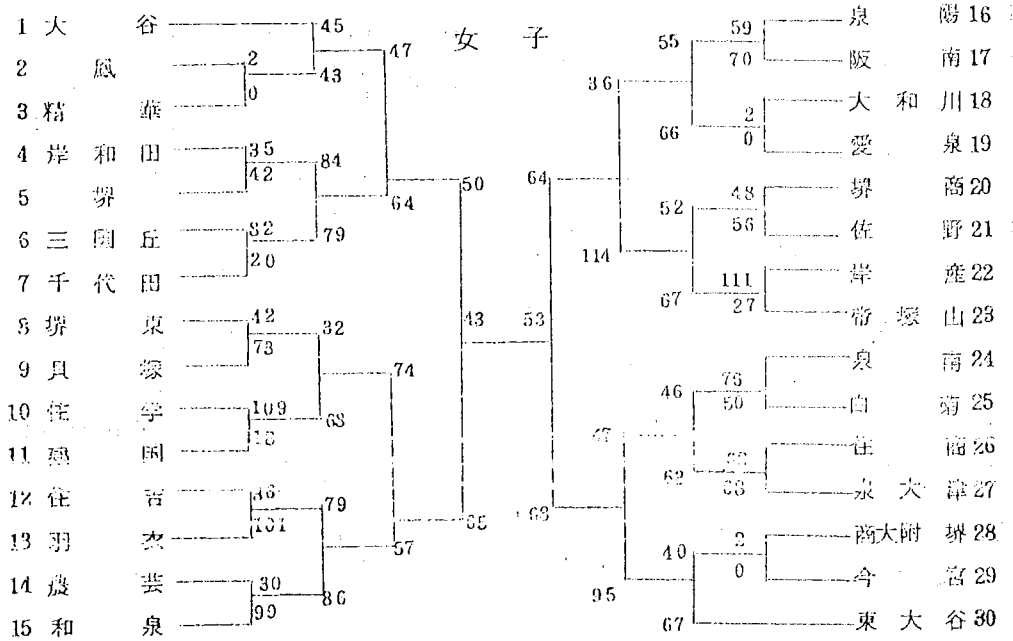 女子
1 大谷 45
47
2 鳳 2
43
3 精華 0
4 岸和田 35
84
5 堺 42
64
6 三国丘 82
79
7 千代田 20
50
8 堺東 42
32
9 貝塚 73
74
10 住学 109
63
11
12 住吉
79
13 羽衣 101
57
14 農芸 30
86
15 和泉 99
65
43 53
59 泉陽 16
55
70 阪南 17
36
2 大和川 18
66
0 愛泉 19
64
48 堺商 20
52
56 佐野 21
114
111 岸産 22
67
27 帝塚山 23
泉南 24
46
50 白菊 25
47
住商 26
62
68 泉大津 27
68
2 商大附堺 28
40
0 今宮 29
95
67 東大谷 30